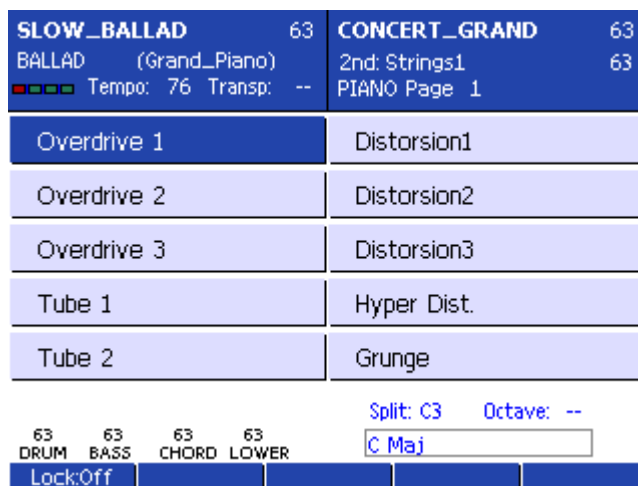 SLOW_BALLAD 63
BALLAD (Grand_Piano)
Tempo: 76 Transp: --
CONCERT_GRAND 63
2nd: Strings1 63
PIANO Page 1
Overdrive 1 Distorsion1
Overdrive 2 Distorsion2
Overdrive 3 Distorsion3
Tube 1 Hyper Dist.
Tube 2 Grunge
Split: C3 Octave: --
63 63 63 63
DRUM BASS CHORD LOWER
C Maj
Lock:Off